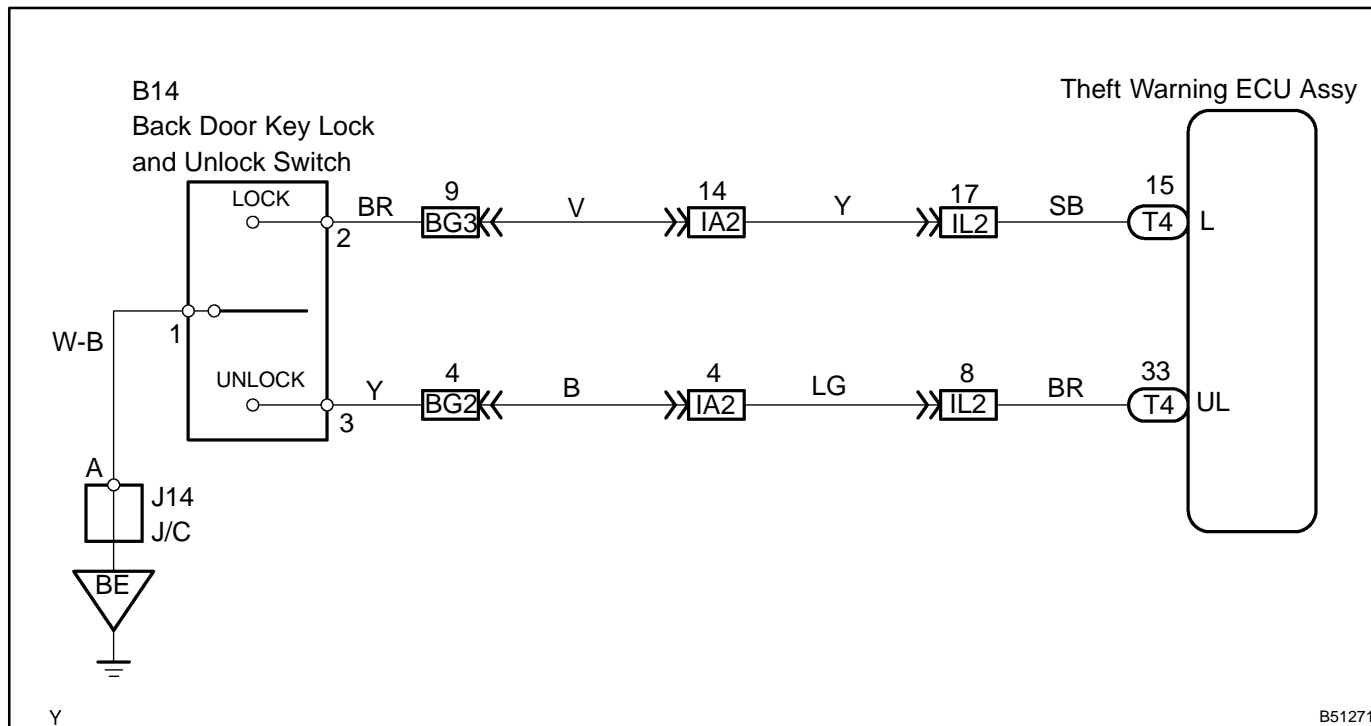 B14
Back Door Key Lock
and Unlock Switch
Theft Warning ECU Assy
LOCK
BR
9
BG3
V
14
IA2
Y
17
IL2
SB
15
T4
L
2
W-B
1
UNLOCK
Y
4
BG2
B
4
IA2
LG
8
IL2
BR
33
T4
UL
3
A
J14
J/C
BE
Y
B51271